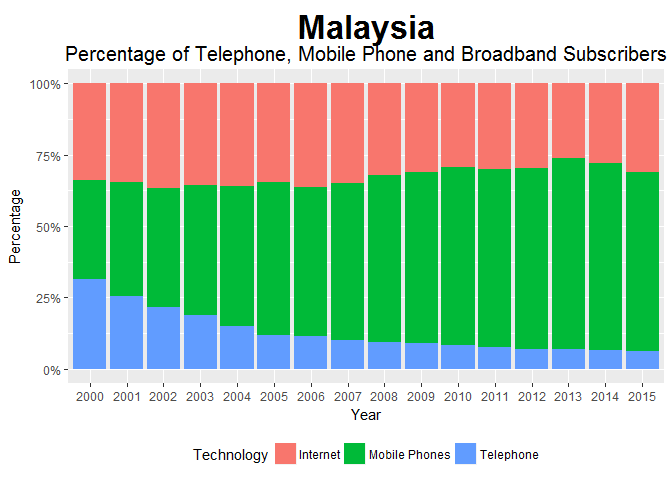 Malaysia
Percentage of Telephone, Mobile Phone and Broadband Subscribers
100%
75%
50%
25%
0%
Percentage
2000 2001 2002 2003 2004 2005 2006 2007 2008 2009 2010 2011 2012 2013 2014 2015
Year
Technology Internet Mobile Phones Telephone